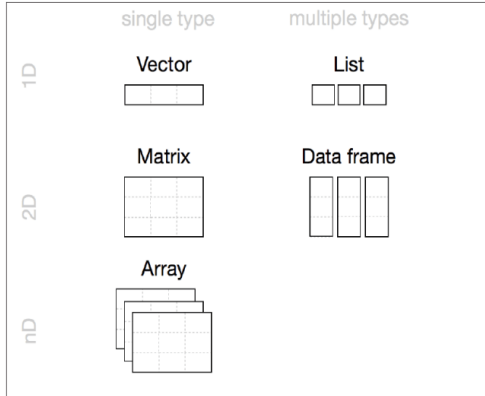 single type multiple types
1D
Vector List
2D
Matrix Data frame
nD
Array